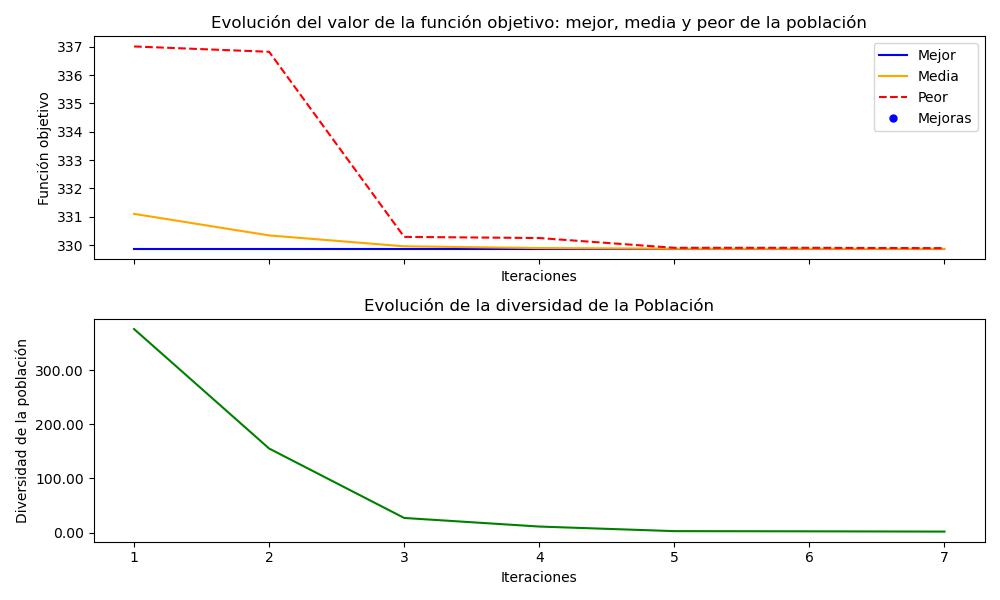 Evolución del valor de la función objetivo: mejor, media y peor de la población
337
336
335
334
333
332
331
330
Función objetivo
Mejor
Media
Peor
Mejoras
Iteraciones
Evolución de la diversidad de la Población
300.00
200.00
100.00
0.00
Diversidad de la población
1 2 3 4 5 6 7
Iteraciones